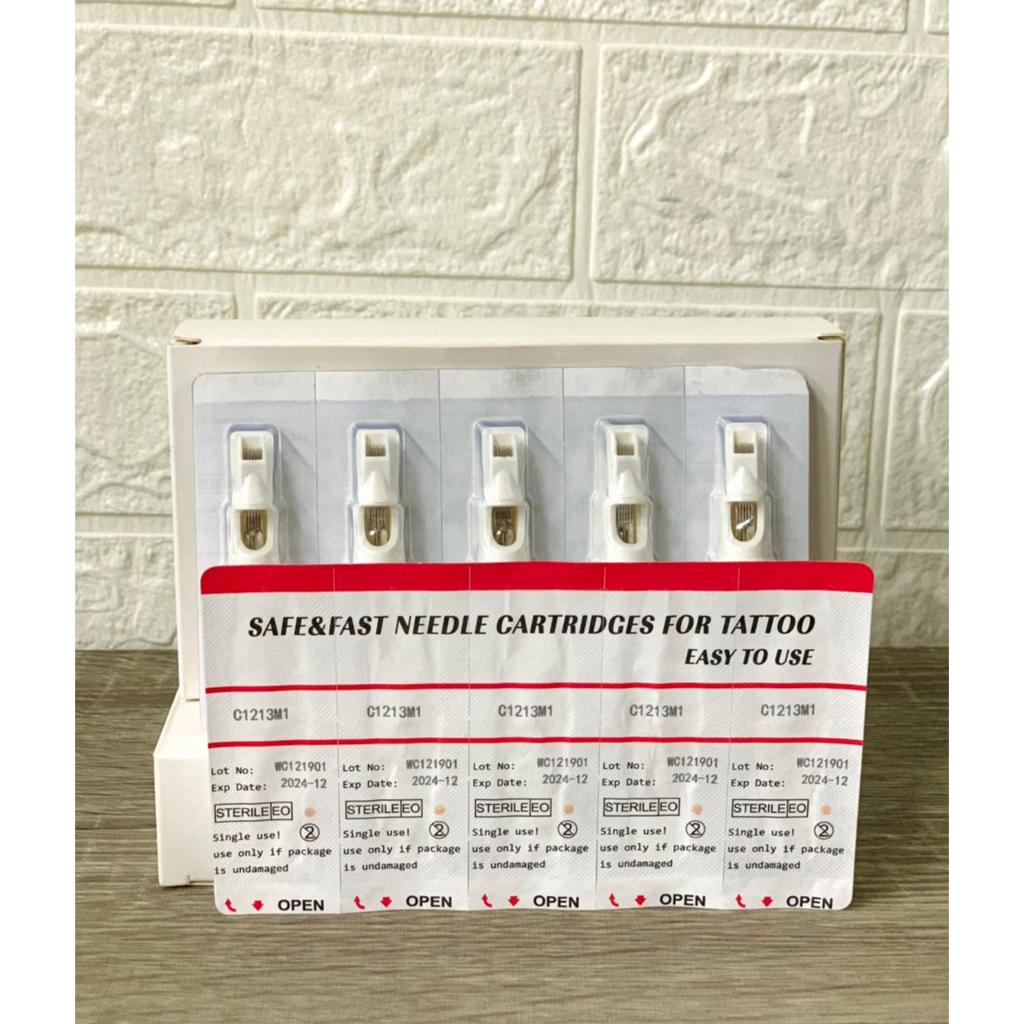 SAFE&FAST NEEDLE CARTRIDGES FOR TATTOO
EASY TO USE
C1213M1 C1213M1 C1213M1 C1213M1 C1213M1
Lot No: WC121901 Lot No: WC121901 Lot No: WC121901 Lot No: WC121901 Lot No: WC121901
Exp Date: 2024-12 Exp Date: 2024-12 Exp Date: 2024-12 Exp Date: 2024-12 Exp Date: 2024-12
STERILE EO STERILE EO STERILE EO STERILE EO STERILE EO
Single use! 2 Single use! 2 Single use! 2 Single use! 2 Single use! 2
use only if package use only if package use only if package use only if package use only if package
is undamaged is undamaged is undamaged is undamaged is undamaged
OPEN OPEN OPEN OPEN OPEN